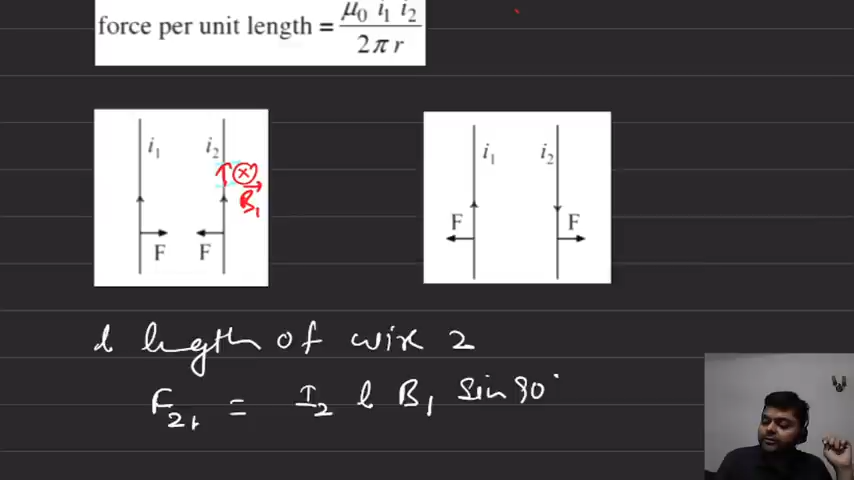 force per unit length = μ₀ i₁ i₂ / 2 π r
i₁ i₂
B₁
F F
i₁ i₂
F F
l length of wire 2
F₂₁ = I₂ l B₁ sin 90°